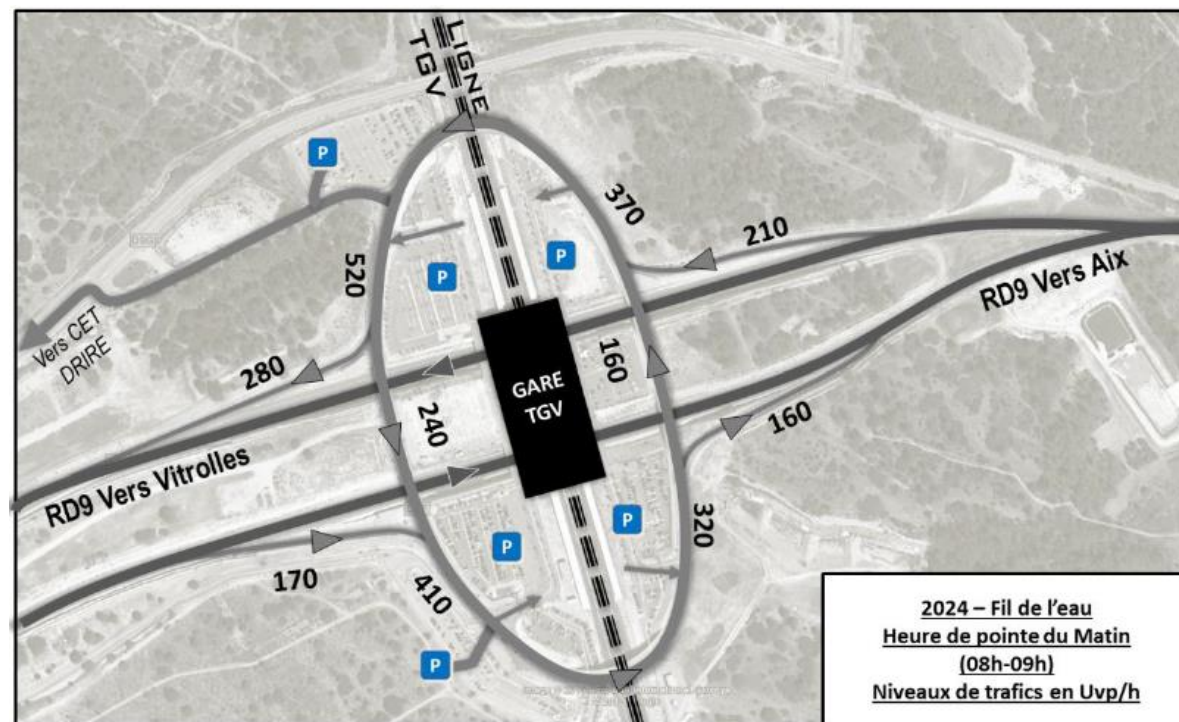 LIGNE
TGV
P
370
210
RD9 Vers Aix
P
P
520
Vers CET
DRIRE
280
160
GARE
TGV
240
160
RD9 Vers Vitrolles
P
P
320
170
410
P
2024 – Fil de l’eau
Heure de pointe du Matin
(08h-09h)
Niveaux de trafics en Uvp/h